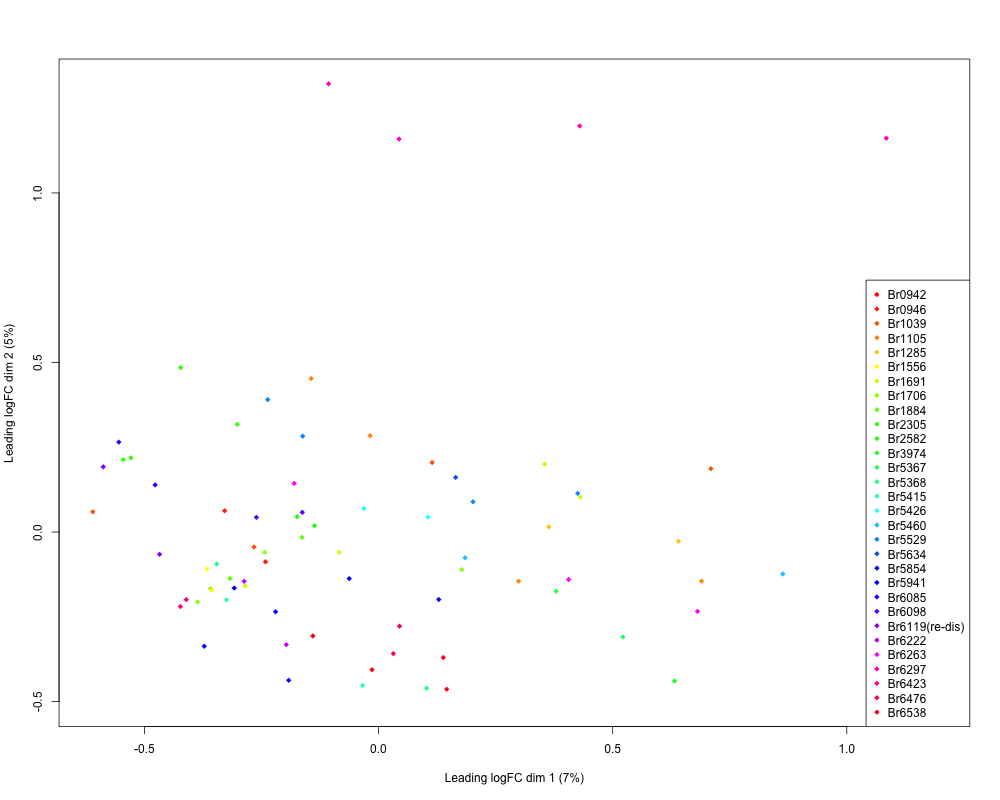 1.0
0.5
0.0
-0.5
Leading logFC dim 2 (5%)
Br0942
Br0946
Br1039
Br1105
Br1285
Br1556
Br1691
Br1706
Br1884
Br2305
Br2582
Br3974
Br5367
Br5368
Br5415
Br5426
Br5460
Br5529
Br5634
Br5854
Br5941
Br6085
Br6098
Br6119(re-dis)
Br6222
Br6263
Br6297
Br6423
Br6476
Br6538
-0.5
0.0
0.5
1.0
Leading logFC dim 1 (7%)